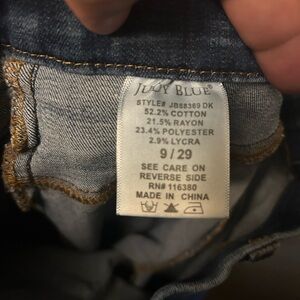 JUDY BLUE®
STYLE# JB88369 DK
52.2% COTTON
21.5% RAYON
23.4% POLYESTER
2.9% LYCRA
9 / 29
SEE CARE ON
REVERSE SIDE
RN# 116380
MADE IN CHINA